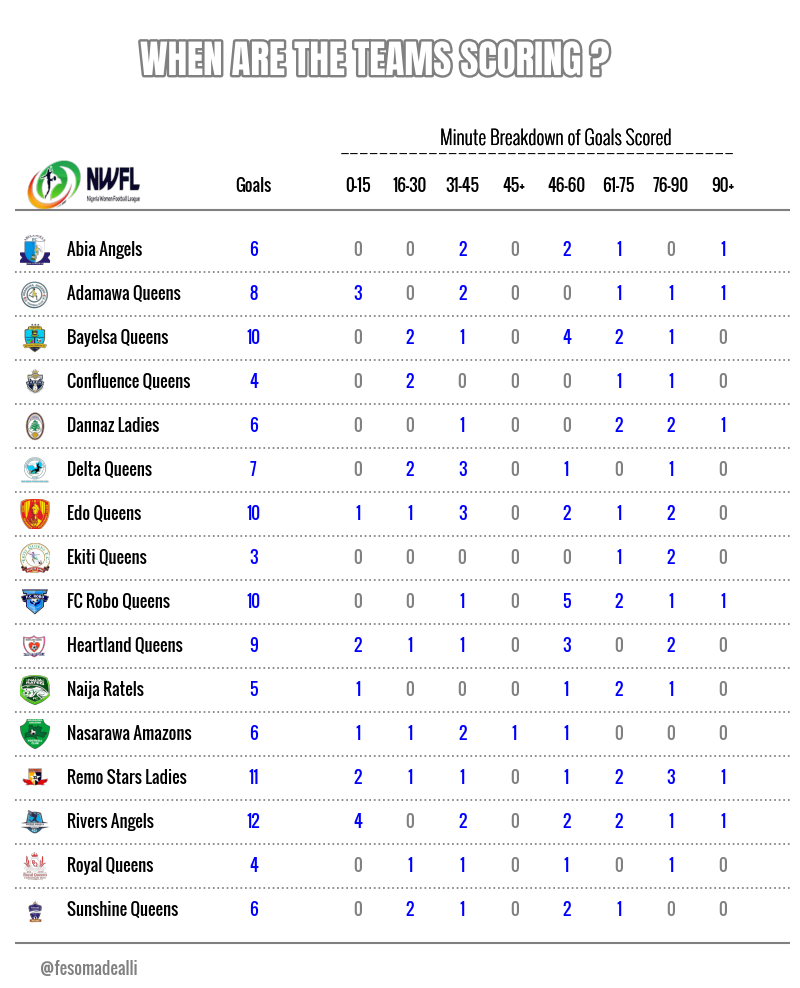 WHEN ARE THE TEAMS SCORING ?
Minute Breakdown of Goals Scored
NWFL
Nigeria Women Football League
Goals 0-15 16-30 31-45 45+ 46-60 61-75 76-90 90+
Abia Angels 6 0 0 2 0 2 1 0 1
Adamawa Queens 8 3 0 2 0 0 1 1 1
Bayelsa Queens 10 0 2 1 0 4 2 1 0
Confluence Queens 4 0 2 0 0 0 1 1 0
Dannaz Ladies 6 0 0 1 0 0 2 2 1
Delta Queens 7 0 2 3 0 1 0 1 0
Edo Queens 10 1 1 3 0 2 1 2 0
Ekiti Queens 3 0 0 0 0 0 1 2 0
FC Robo Queens 10 0 0 1 0 5 2 1 1
Heartland Queens 9 2 1 1 0 3 0 2 0
Naija Ratels 5 1 0 0 0 1 2 1 0
Nasarawa Amazons 6 1 1 2 1 1 0 0 0
Remo Stars Ladies 11 2 1 1 0 1 2 3 1
Rivers Angels 12 4 0 2 0 2 2 1 1
Royal Queens 4 0 1 1 0 1 0 1 0
Sunshine Queens 6 0 2 1 0 2 1 0 0
@fesomadealli